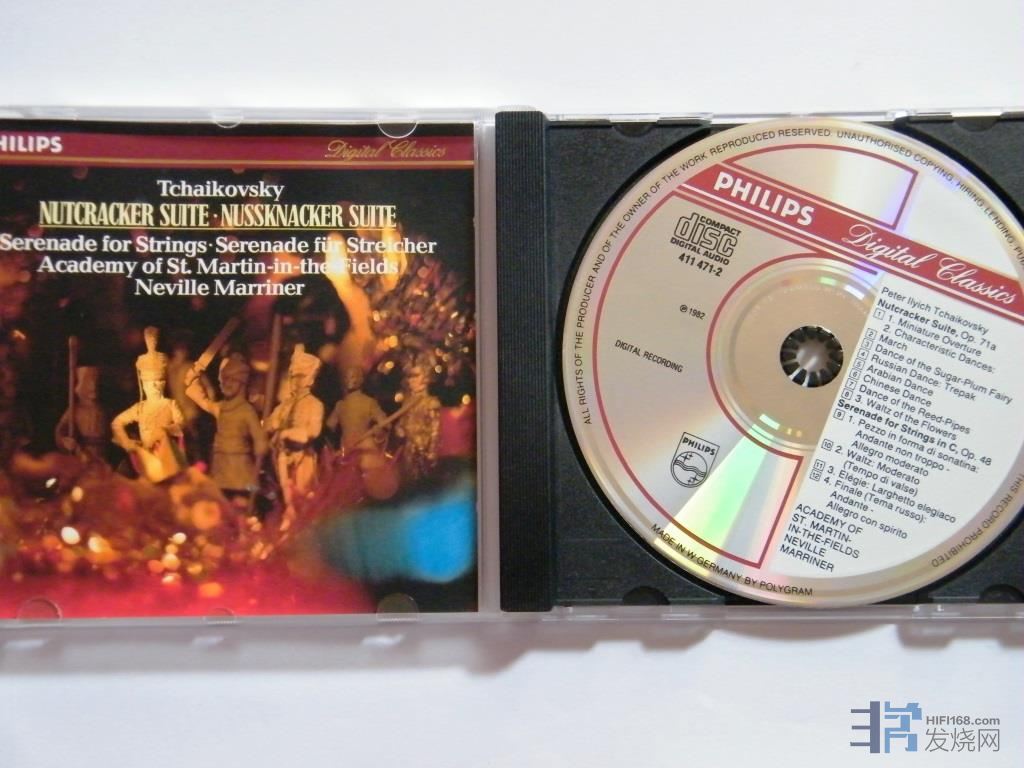 PHILIPS
Digital Classics
Tchaikovsky
NUTCRACKER SUITE · NUSSKNACKER SUITE
Serenade for Strings · Serenade für Streicher
Academy of St. Martin-in-the-Fields
Neville Marriner
ALL RIGHTS OF THE PRODUCER AND OF THE OWNER OF THE WORK REPRODUCED RESERVED. UNAUTHORISED COPYING, HIRING, LENDING, PU
THIS RECORD PROHIBITED
PHILIPS
Digital Classics
COMPACT
disc
DIGITAL AUDIO
411 471-2
℗ 1982
DIGITAL RECORDING
PHILIPS
Peter Ilyich Tchaikovsky
Nutcracker Suite, Op. 71a
1 1. Miniature Overture
2. Characteristic Dances:
2 March
3 Dance of the Sugar-Plum Fairy
4 Russian Dance: Trepak
5 Arabian Dance
6 Chinese Dance
7 Dance of the Reed-Pipes
8 3. Waltz of the Flowers
Serenade for Strings in C, Op. 48
9 1. Pezzo in forma di sonatina:
Andante non troppo -
Allegro moderato
10 2. Waltz: Moderato
(Tempo di valse)
11 3. Elégie: Larghetto elegiaco
12 4. Finale (Tema russo):
Andante -
Allegro con spirito
ACADEMY OF
ST. MARTIN-
IN-THE-FIELDS
NEVILLE
MARRINER
MADE IN W.GERMANY BY POLYGRAM
HIFI168.com
发烧网